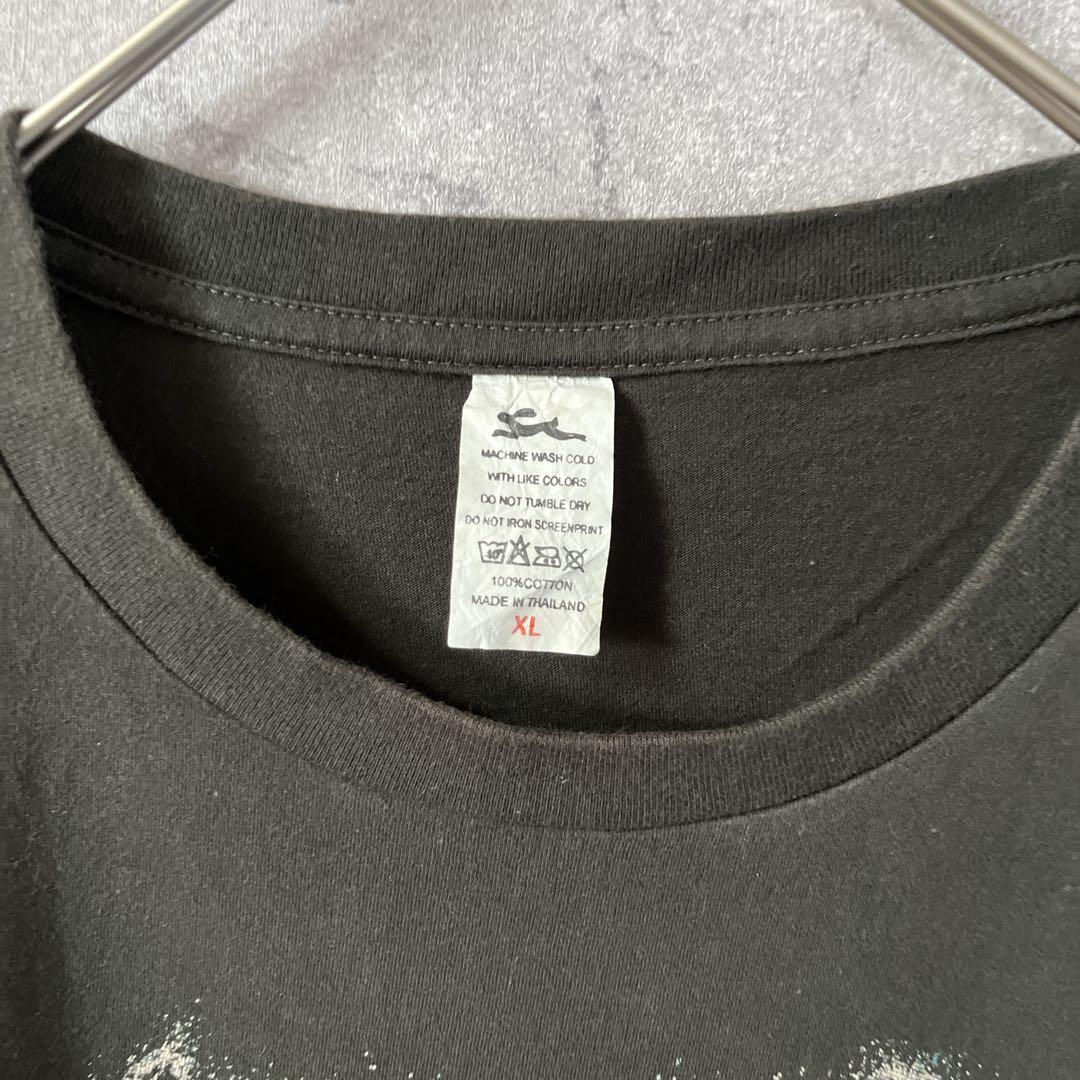 MACHINE WASH COLD
WITH LIKE COLORS
DO NOT TUMBLE DRY
DO NOT IRON SCREENPRINT
40
100%COTTON
MADE IN THAILAND
XL